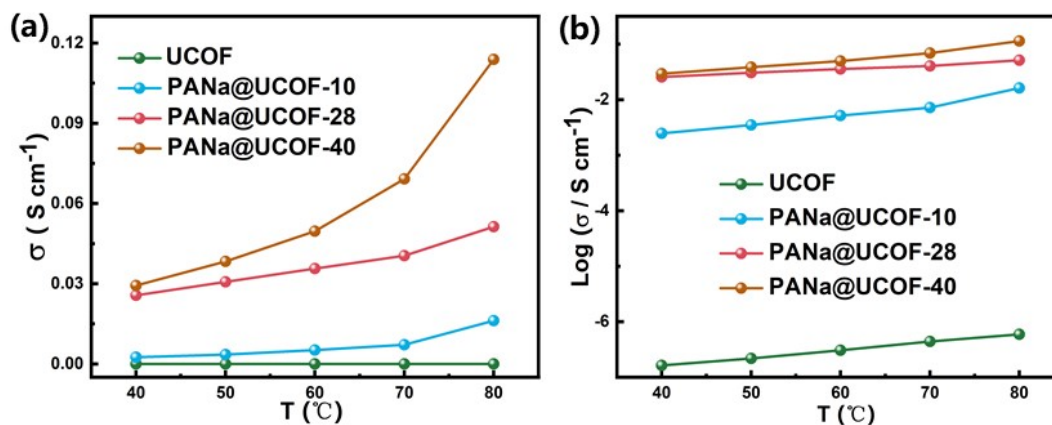 (a)
σ ( S cm-1)
0.12
0.09
0.06
0.03
0.00
UCOF
PANa@UCOF-10
PANa@UCOF-28
PANa@UCOF-40
40 50 60 70 80
T (℃)
(b)
Log (σ / S cm-1)
-2
-4
-6
UCOF
PANa@UCOF-10
PANa@UCOF-28
PANa@UCOF-40
40 50 60 70 80
T (℃)